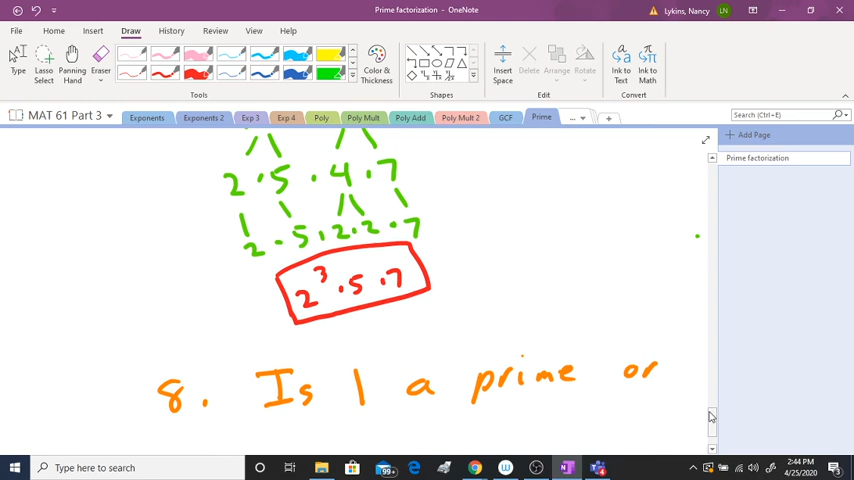 Prime factorization - OneNote
Lykins, Nancy LN
File Home Insert Draw History Review View Help
Type
Lasso Select
Panning Hand
Eraser
Color & Thickness
Insert Space
Delete
Arrange
Rotate
Ink to Text
Ink to Math
Tools
Shapes
Edit
Convert
MAT 61 Part 3
Exponents Exponents 2 Exp 3 Exp 4 Poly Poly Mult Poly Add Poly Mult 2 GCF Prime ... +
Search (Ctrl+E)
Add Page
Prime factorization
2 · 5 · 4 · 7
2 · 5 · 2 · 2 · 7
2³ · 5 · 7
8. Is 1 a prime or
Type here to search
99+
2:44 PM
4/25/2020
3